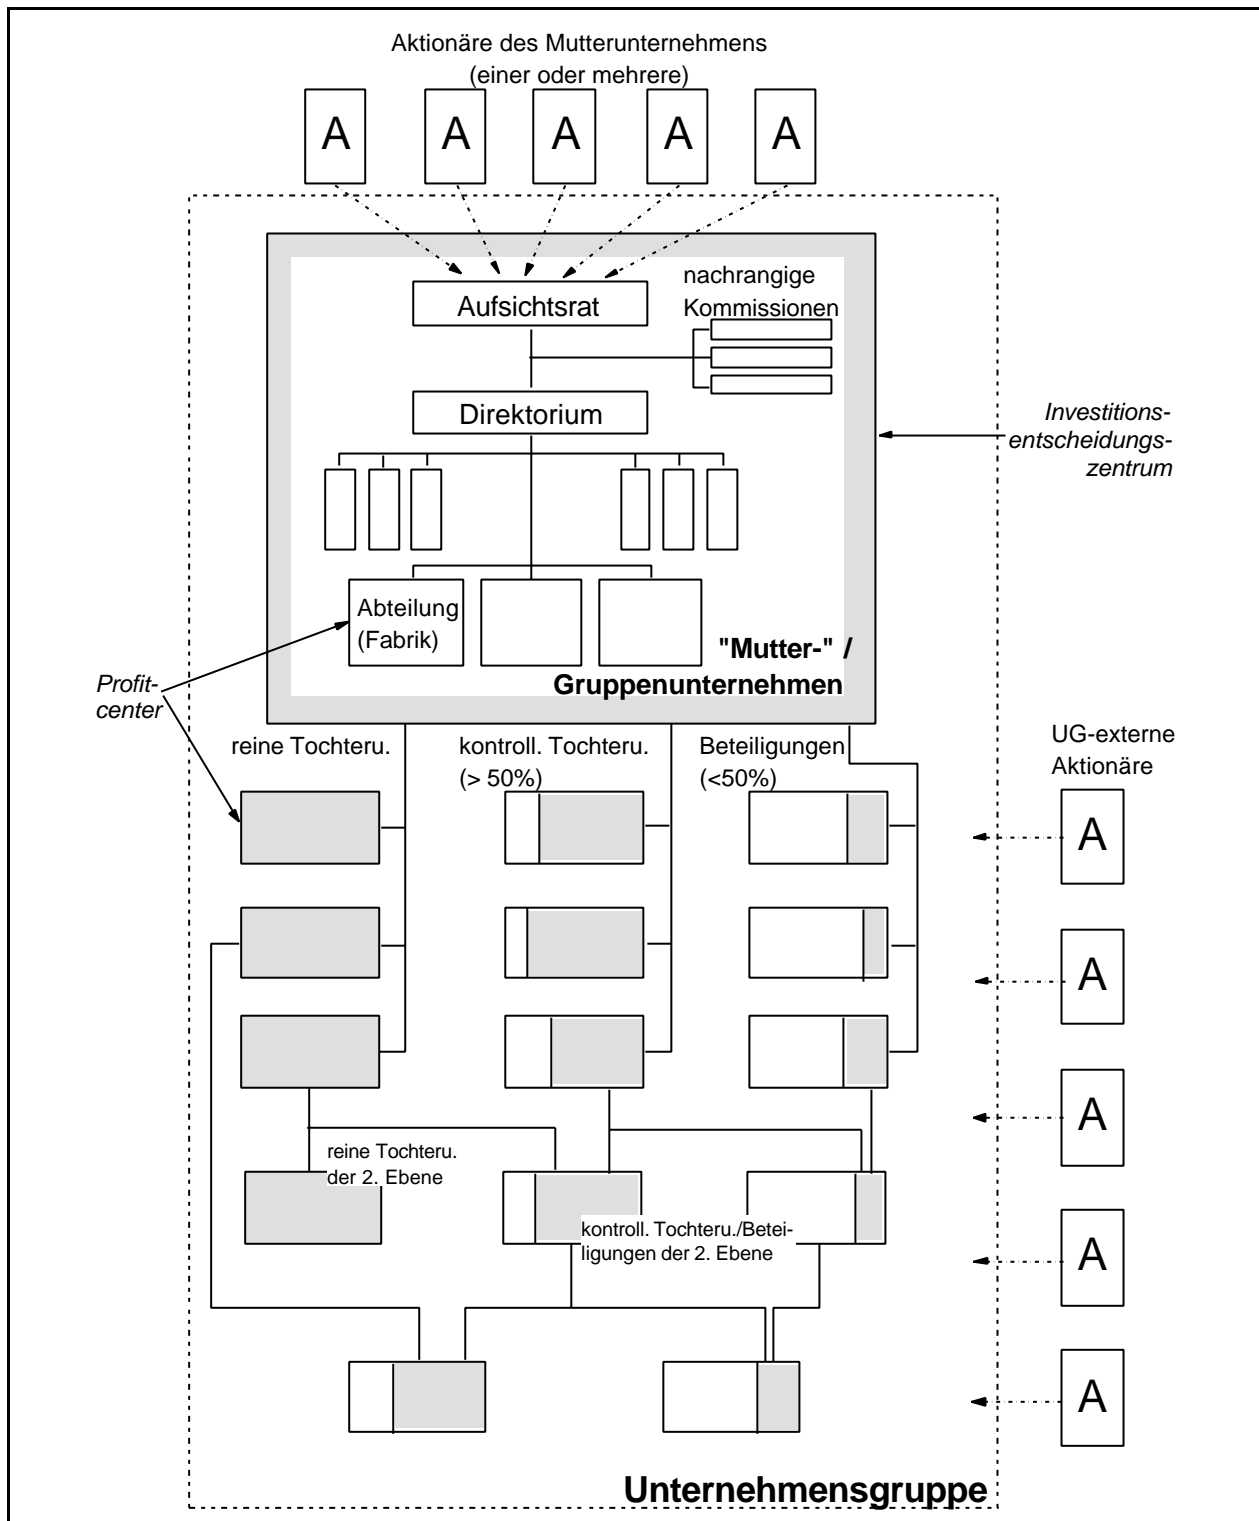 Aktionäre des Mutterunternehmens
(einer oder mehrere)
A A A A A
nachrangige
Kommissionen
Aufsichtsrat
Direktorium
Investitions-
entscheidungs-
zentrum
Abteilung
(Fabrik)
"Mutter-" /
Gruppenunternehmen
Profit-
center
reine Tochteru.
kontroll. Tochteru.
(> 50%)
Beteiligungen
(<50%)
UG-externe
Aktionäre
A
A
A
A
A
reine Tochteru.
der 2. Ebene
kontroll. Tochteru./Betei-
ligungen der 2. Ebene
Unternehmensgruppe